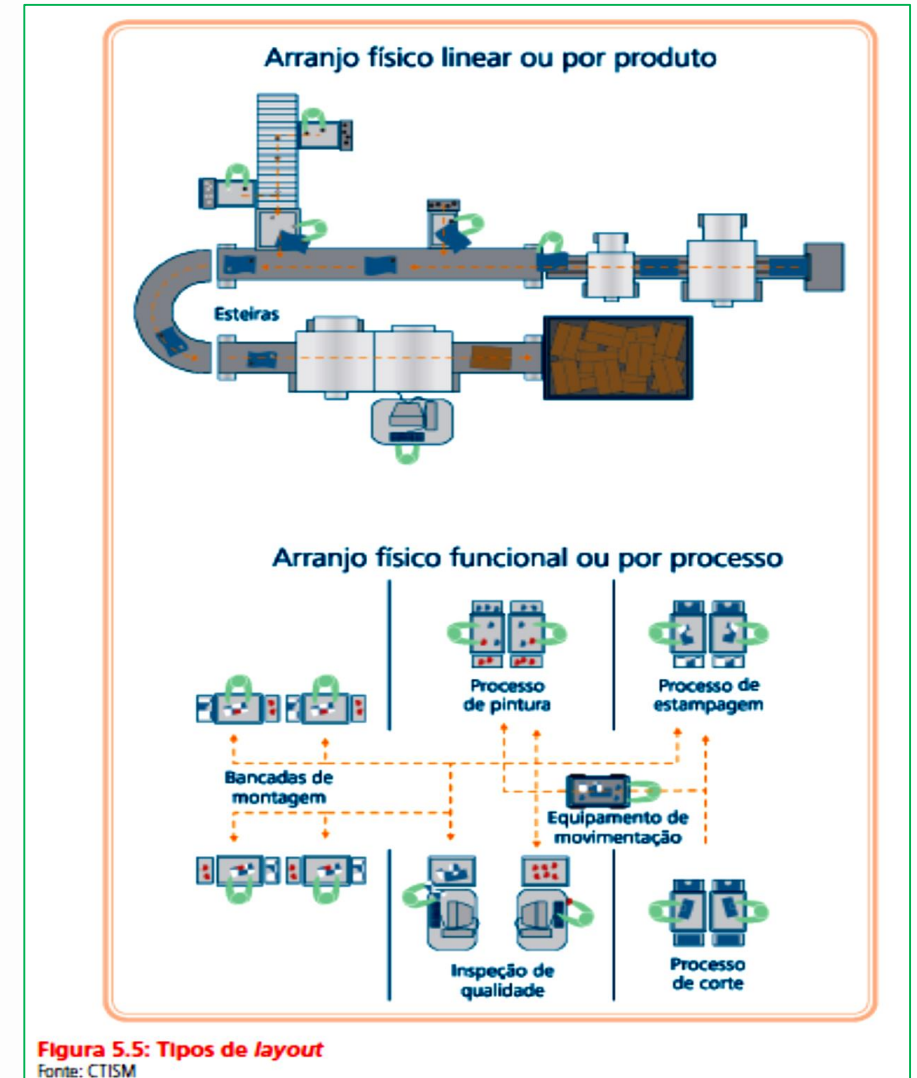 Arranjo físico linear ou por produto
Esteiras
Arranjo físico funcional ou por processo
Processo
de pintura
Processo de
estampagem
Bancadas de
montagem
Equipamento de
movimentação
Inspeção de
qualidade
Processo
de corte
Figura 5.5: Tipos de layout
Fonte: CTISM